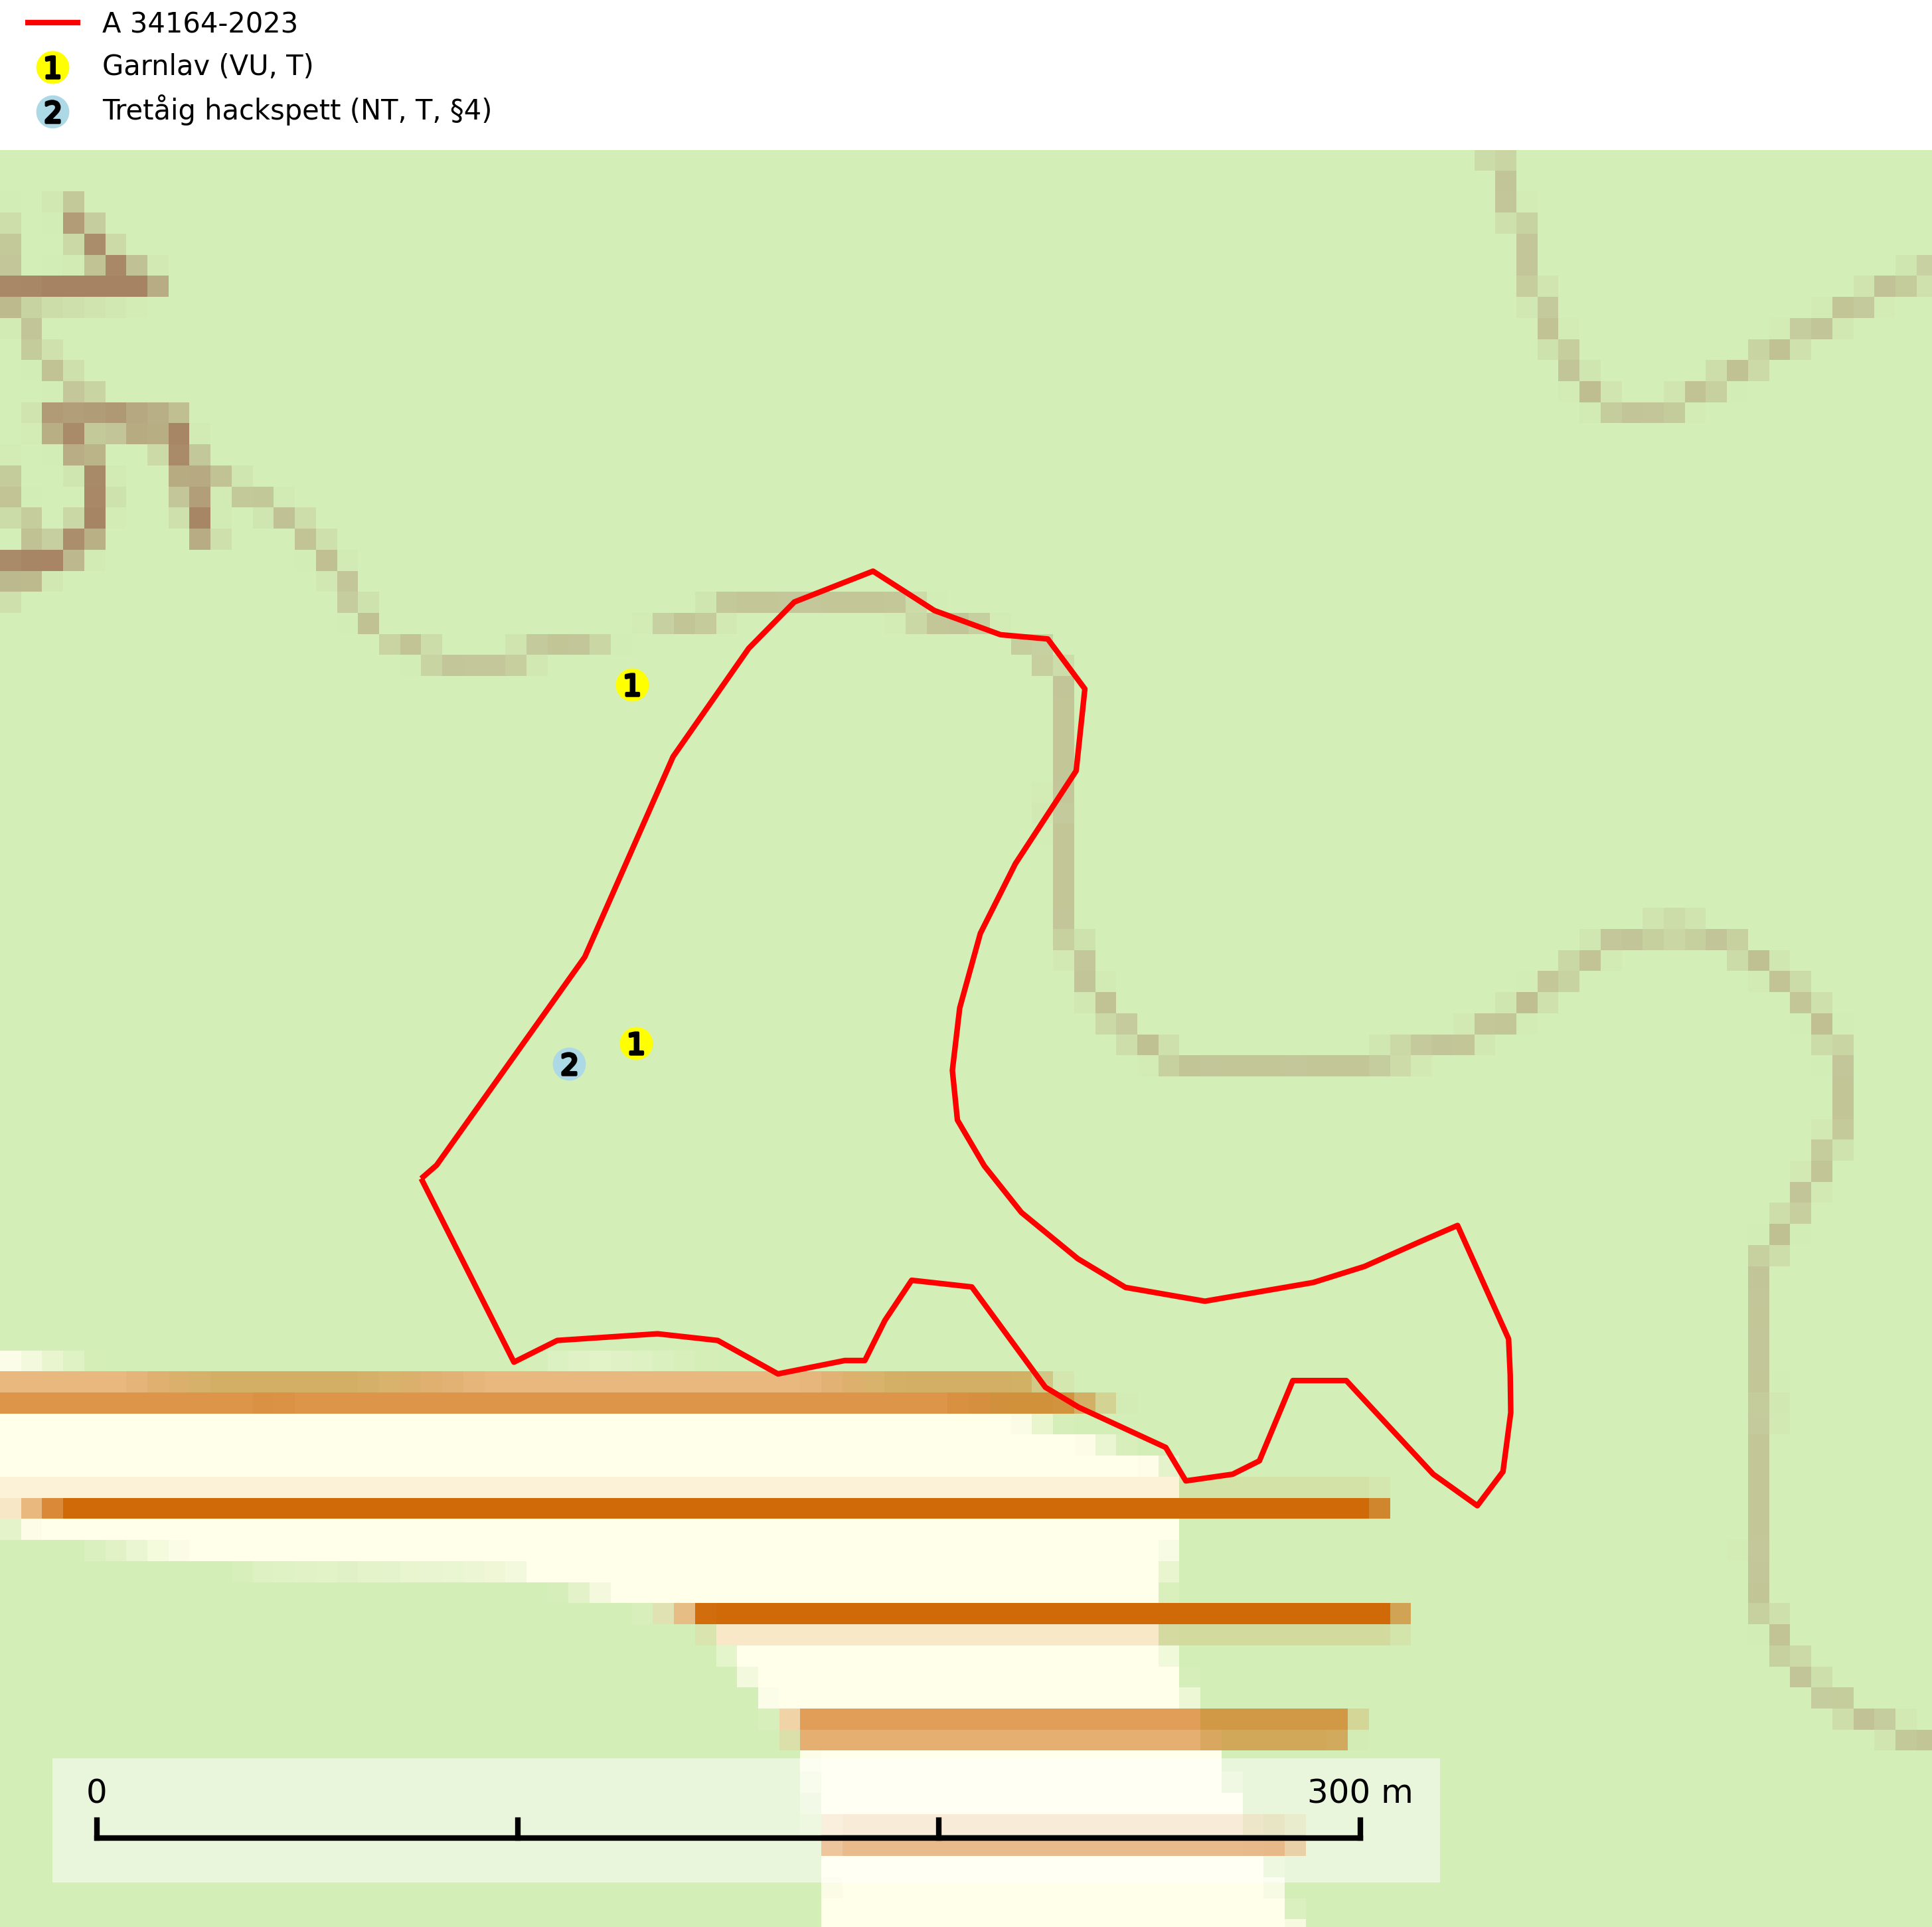 A 34164-2023
1 Garnlav (VU, T)
2 Tretåig hackspett (NT, T, §4)
1
1
2
0 300 m